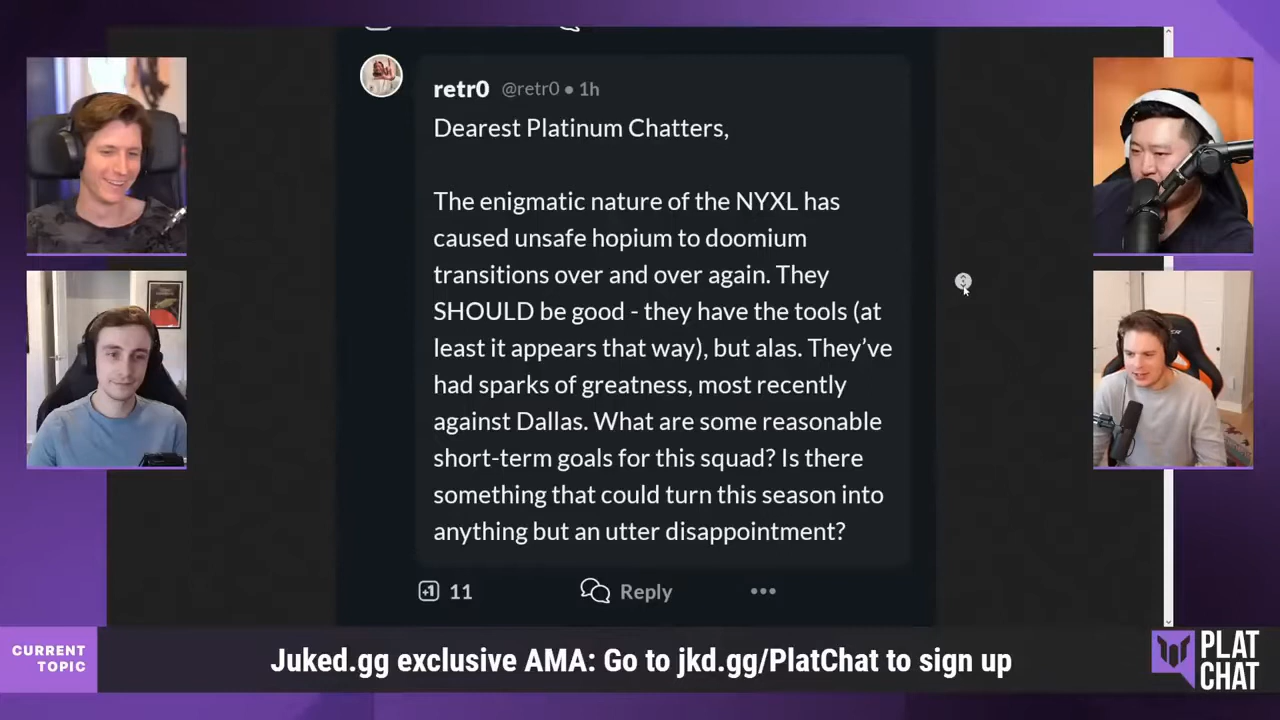 retr0 @retr0 • 1h
Dearest Platinum Chatters,
The enigmatic nature of the NYXL has
caused unsafe hopium to doomium
transitions over and over again. They
SHOULD be good - they have the tools (at
least it appears that way), but alas. They’ve
had sparks of greatness, most recently
against Dallas. What are some reasonable
short-term goals for this squad? Is there
something that could turn this season into
anything but an utter disappointment?
+1 11 Reply •••
CURRENT
TOPIC
Juked.gg exclusive AMA: Go to jkd.gg/PlatChat to sign up
PLAT
CHAT